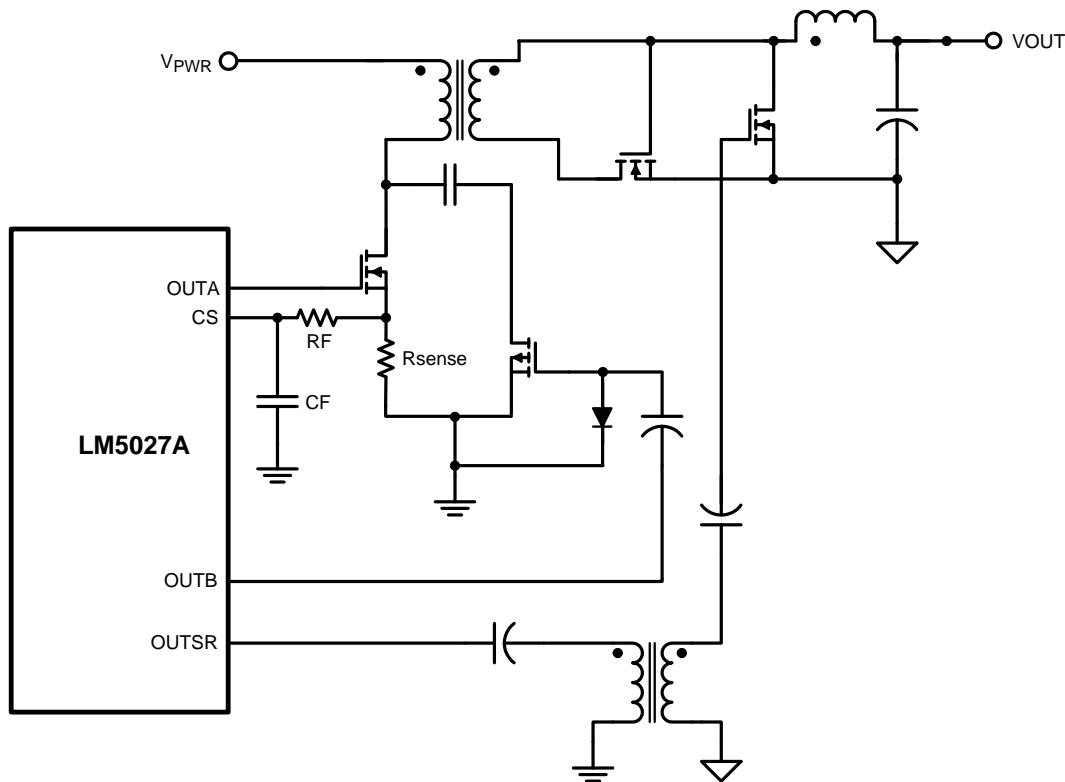 VOUT
VPWR
OUTA
CS
RF
Rsense
CF
LM5027A
OUTB
OUTSR